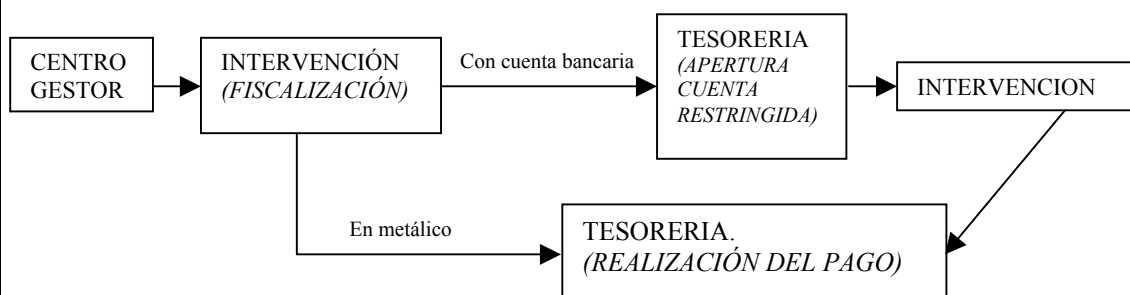 CENTRO
GESTOR
INTERVENCIÓN
(FISCALIZACIÓN)
Con cuenta bancaria
TESORERIA
(APERTURA
CUENTA
RESTRINGIDA)
INTERVENCION
En metálico
TESORERIA.
(REALIZACIÓN DEL PAGO)